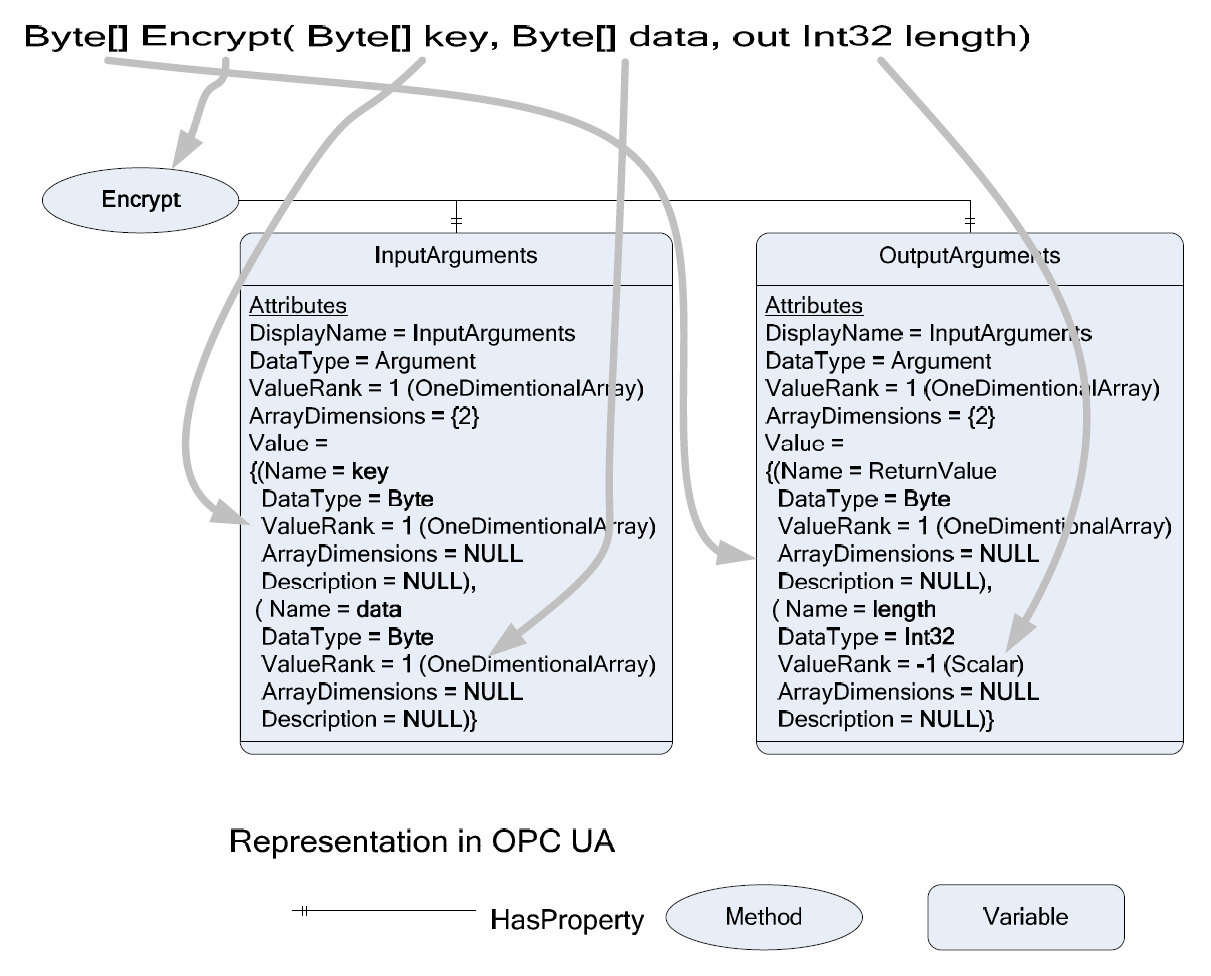 Byte[] Encrypt( Byte[] key, Byte[] data, out Int32 length)
Encrypt
InputArguments
Attributes
DisplayName = InputArguments
DataType = Argument
ValueRank = 1 (OneDimentionalArray)
ArrayDimensions = {2}
Value =
{(Name = key
DataType = Byte
ValueRank = 1 (OneDimentionalArray)
ArrayDimensions = NULL
Description = NULL),
( Name = data
DataType = Byte
ValueRank = 1 (OneDimentionalArray)
ArrayDimensions = NULL
Description = NULL)}
OutputArguments
Attributes
DisplayName = InputArguments
DataType = Argument
ValueRank = 1 (OneDimentionalArray)
ArrayDimensions = {2}
Value =
{(Name = ReturnValue
DataType = Byte
ValueRank = 1 (OneDimentionalArray)
ArrayDimensions = NULL
Description = NULL),
( Name = length
DataType = Int32
ValueRank = -1 (Scalar)
ArrayDimensions = NULL
Description = NULL)}
Representation in OPC UA
HasProperty
Method
Variable